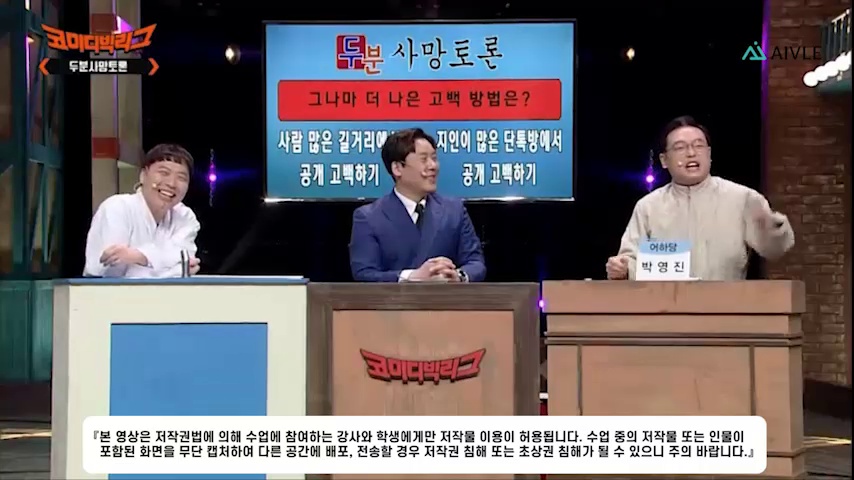 코미디빅리그
두분사망토론
AIVLE
두분 사망토론
그나마 더 나은 고백 방법은?
사람 많은 길거리에
공개 고백하기
지인이 많은 단톡방에서
공개 고백하기
어하당
박영진
코미디빅리그
『본 영상은 저작권법에 의해 수업에 참여하는 강사와 학생에게만 저작물 이용이 허용됩니다. 수업 중의 저작물 또는 인물이
포함된 화면을 무단 캡처하여 다른 공간에 배포, 전송할 경우 저작권 침해 또는 초상권 침해가 될 수 있으니 주의 바랍니다.』